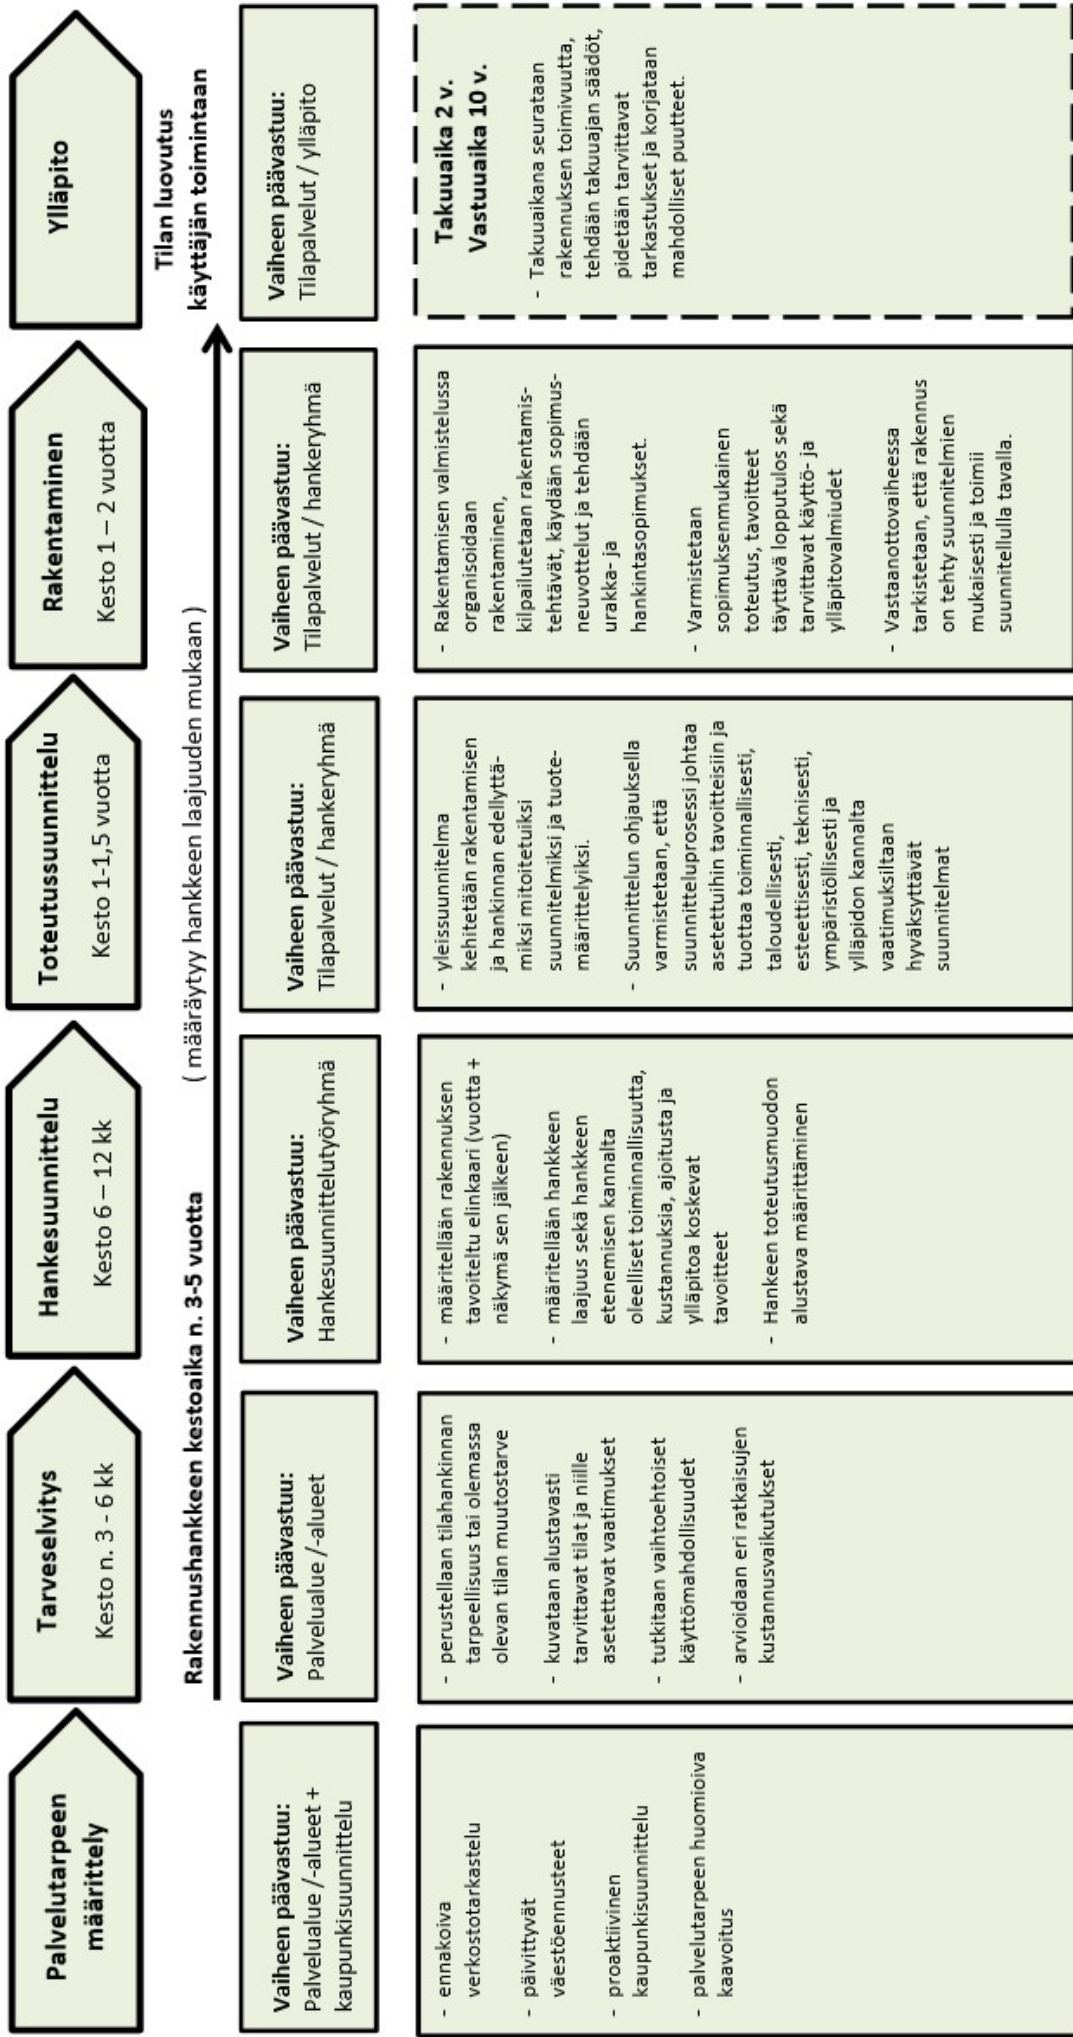 Palvelutarpeen
määrittely
Tarveselvitys
Kesto n. 3 - 6 kk
Hankesuunnittelu
Kesto 6 – 12 kk
Toteutussuunnittelu
Kesto 1-1,5 vuotta
Rakentaminen
Kesto 1 – 2 vuotta
Ylläpito
Rakennushankkeen kestoaika n. 3-5 vuotta
( määräytyy hankkeen laajuuden mukaan )
Tilan luovutus
käyttäjän toimintaan
Vaiheen päävastuu:
Palvelualue /-alueet +
kaupunkisuunnittelu
Vaiheen päävastuu:
Palvelualue /-alueet
Vaiheen päävastuu:
Hankesuunnittelutyöryhmä
Vaiheen päävastuu:
Tilapalvelut / hankeryhmä
Vaiheen päävastuu:
Tilapalvelut / hankeryhmä
Vaiheen päävastuu:
Tilapalvelut / ylläpito
- ennakoiva
verkostotarkastelu
- päivittyvät
väestöennusteet
- proaktiivinen
kaupunkisuunnittelu
- palvelutarpeen huomioiva
kaavoitus
- perustellaan tilahankinnan
tarpeellisuus tai olemassa
olevan tilan muutostarve
- kuvataan alustavasti
tarvittavat tilat ja niille
asetettavat vaatimukset
- tutkitaan vaihtoehtoiset
käyttömahdollisuudet
- arvioidaan eri ratkaisujen
kustannusvaikutukset
- määritellään rakennuksen
tavoiteltu elinkaari (vuotta +
näkymä sen jälkeen)
- määritellään hankkeen
laajuus sekä hankkeen
etenemisen kannalta
oleelliset toiminnallisuutta,
kustannuksia, ajoitusta ja
ylläpitoa koskevat
tavoitteet
- Hankeen toteutusmuodon
alustava määrittäminen
- yleissuunnitelma
kehitetään rakentamisen
ja hankinnan edellyttä-
miksi mitoitetuiksi
suunnitelmiksi ja tuote-
määrittelyiksi.
- Suunnittelun ohjauksella
varmistetaan, että
suunnitteluprosessi johtaa
asetettuihin tavoitteisiin ja
tuottaa toiminnallisesti,
taloudellisesti,
esteettisesti, teknisesti,
ympäristöllisesti ja
ylläpidon kannalta
vaatimuksiltaan
hyväksyttävät
suunnitelmat
- Rakentamisen valmistelussa
organisoidaan
rakentaminen,
kilpailutetaan rakentamis-
tehtävät, käydään sopimus-
neuvottelut ja tehdään
urakka- ja
hankintasopimukset.
- Varmistetaan
sopimuksenmukainen
toteutus, tavoitteet
täyttävä lopputulos sekä
tarvittavat käyttö- ja
ylläpitovalmiudet
- Vastaanottovaiheessa
tarkistetaan, että rakennus
on tehty suunnitelmien
mukaisesti ja toimii
suunnitellulla tavalla.
Takuuaika 2 v.
Vastuuaika 10 v.
- Takuuaikana seurataan
rakennuksen toimivuutta,
tehdään takuuajan säädöt,
pidetään tarvittavat
tarkastukset ja korjataan
mahdolliset puutteet.